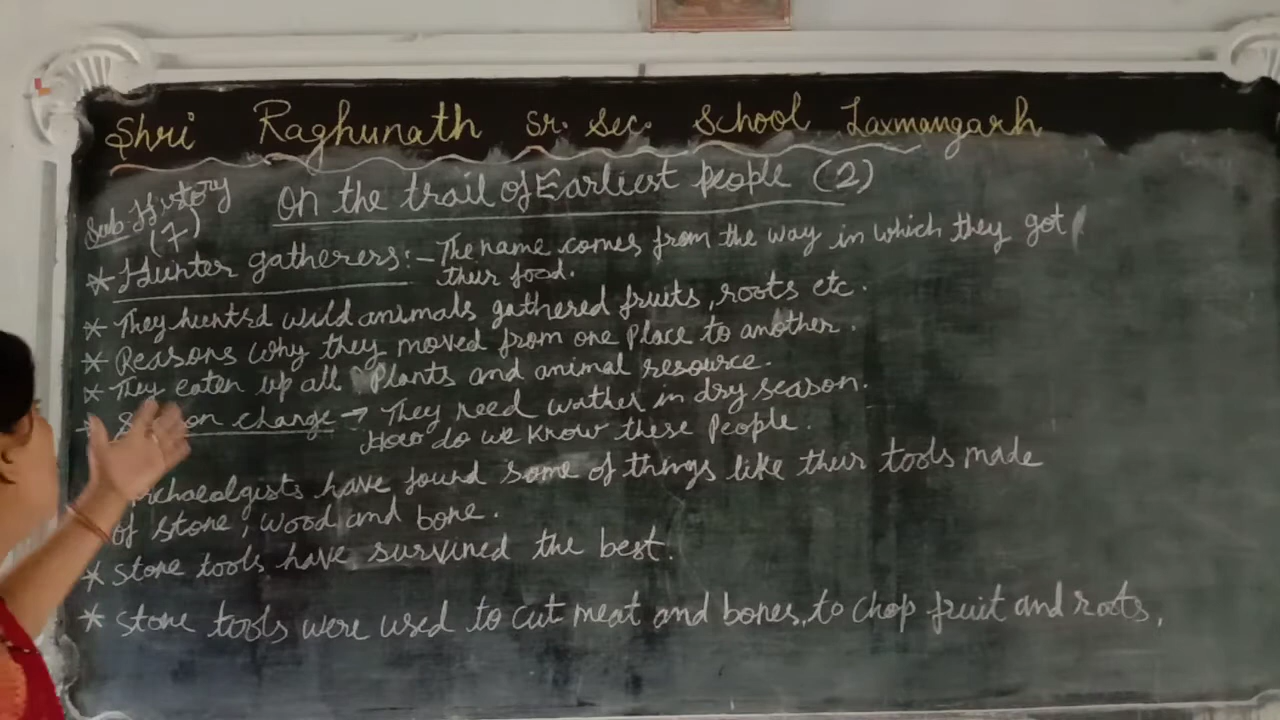 Shri Raghunath Sr. Sec. School Laxmangarh
Sub. History On the trail of Earliest people (2)
(7)
* Hunter gatherers:- The name comes from the way in which they got
their food.
* They hunted wild animals gathered fruits, roots etc.
* Reasons why they moved from one Place to another.
* They eaten up all Plants and animal resource.
* change → They need wather in dry season.
How do we know these People.
have found some of things like their tools made
of stone, wood and bone.
* Stone tools have survined the best.
* Stone tools were used to cut meat and bones, to chop fruit and roots,